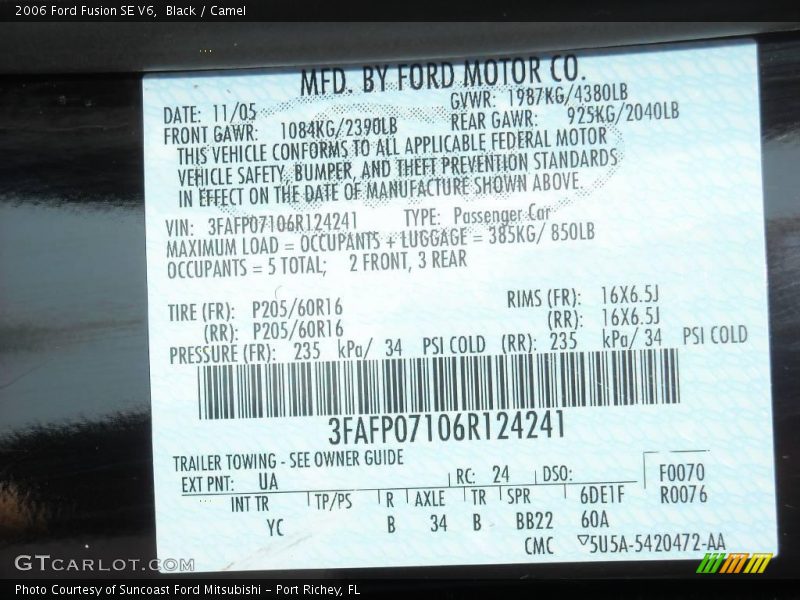 2006 Ford Fusion SE V6,  Black / Camel
MFD. BY FORD MOTOR CO.
DATE: 11/05 GVWR: 1987KG/4380LB
FRONT GAWR: 1084KG/2390LB REAR GAWR: 925KG/2040LB
THIS VEHICLE CONFORMS TO ALL APPLICABLE FEDERAL MOTOR
VEHICLE SAFETY, BUMPER, AND THEFT PREVENTION STANDARDS
IN EFFECT ON THE DATE OF MANUFACTURE SHOWN ABOVE.
VIN: 3FAFP07106R124241 TYPE: Passenger Car
MAXIMUM LOAD = OCCUPANTS + LUGGAGE = 385KG/ 850LB
OCCUPANTS = 5 TOTAL; 2 FRONT, 3 REAR
TIRE (FR): P205/60R16 RIMS (FR): 16X6.5J
(RR): P205/60R16 (RR): 16X6.5J
PRESSURE (FR): 235 kPa/ 34 PSI COLD (RR): 235 kPa/ 34 PSI COLD
3FAFP07106R124241
TRAILER TOWING - SEE OWNER GUIDE
EXT PNT: UA RC: 24 DSO: F0070
INT TR TP/PS R AXLE TR SPR 6DE1F R0076
YC B 34 B BB22 60A
CMC ▽5U5A-5420472-AA
GTCARLOT.COM
Photo Courtesy of Suncoast Ford Mitsubishi – Port Richey, FL